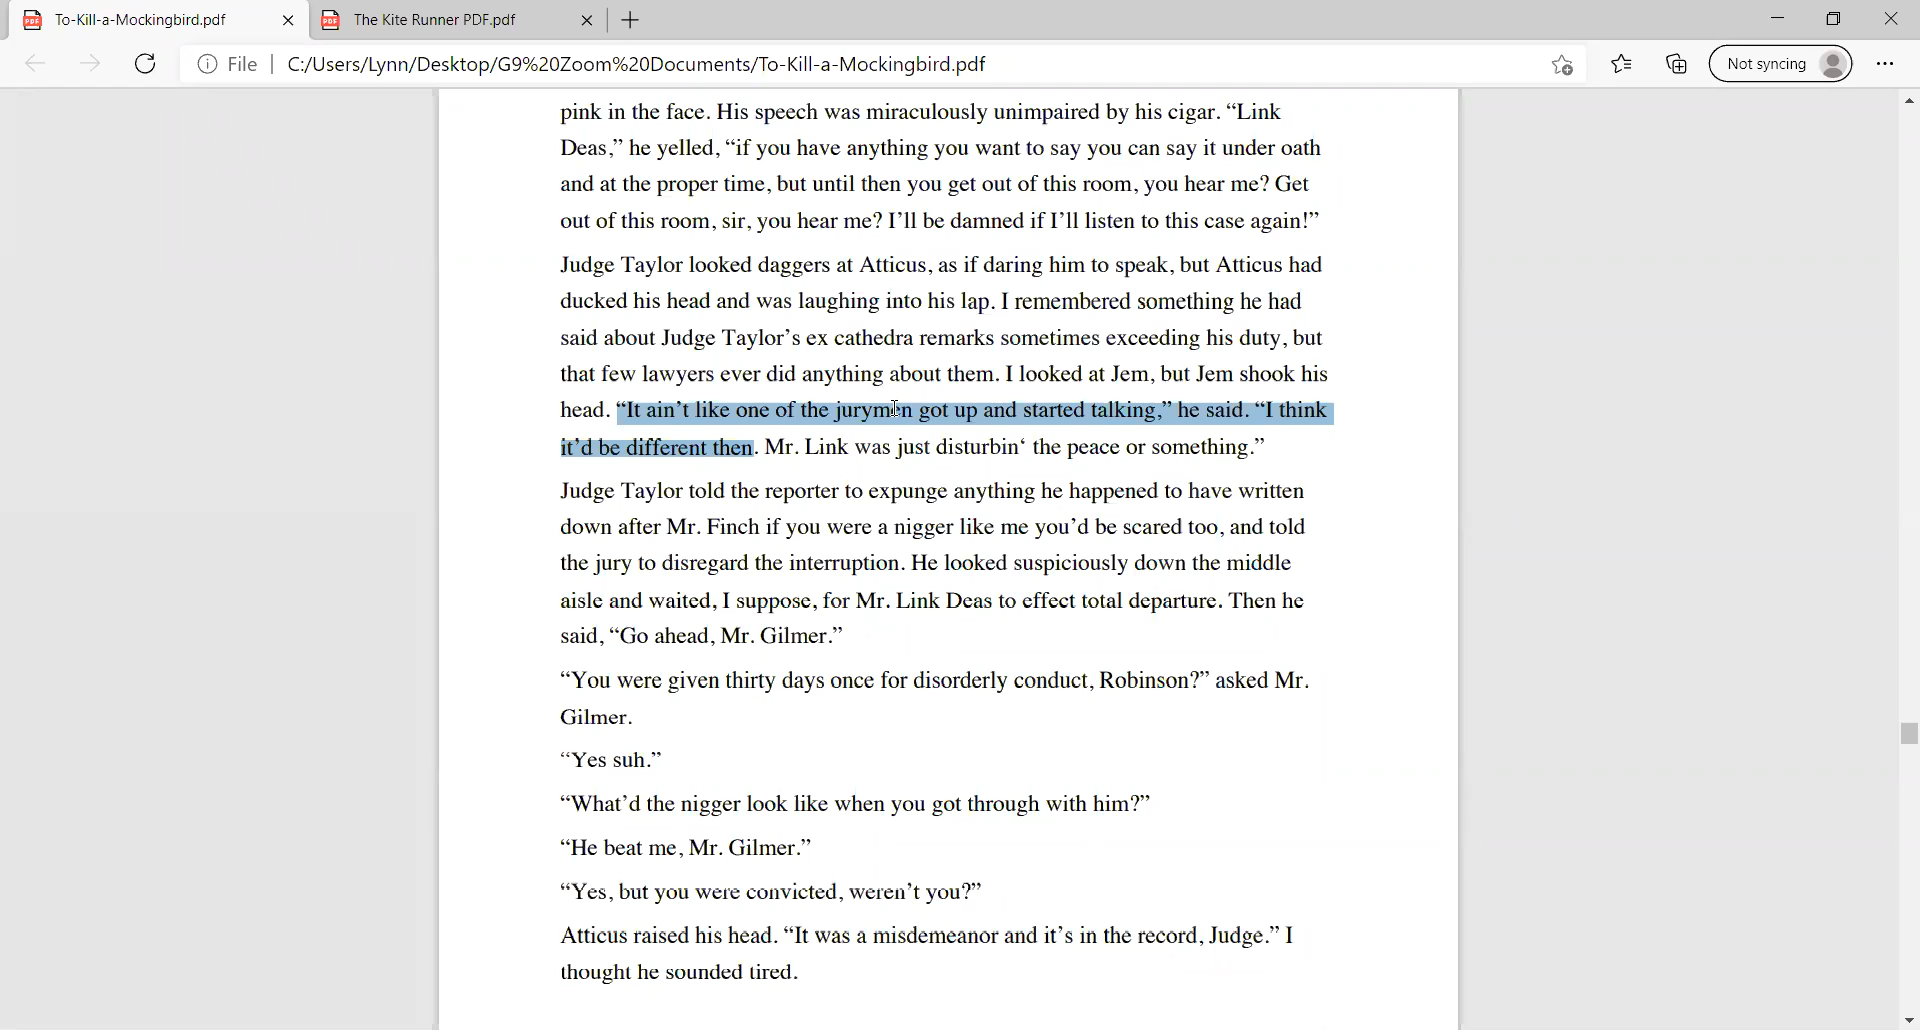 To-Kill-a-Mockingbird.pdf
The Kite Runner PDF.pdf
File
C:/Users/Lynn/Desktop/G9%20Zoom%20Documents/To-Kill-a-Mockingbird.pdf
Not syncing
pink in the face. His speech was miraculously unimpaired by his cigar. “Link
Deas,” he yelled, “if you have anything you want to say you can say it under oath
and at the proper time, but until then you get out of this room, you hear me? Get
out of this room, sir, you hear me? I’ll be damned if I’ll listen to this case again!”
Judge Taylor looked daggers at Atticus, as if daring him to speak, but Atticus had
ducked his head and was laughing into his lap. I remembered something he had
said about Judge Taylor’s ex cathedra remarks sometimes exceeding his duty, but
that few lawyers ever did anything about them. I looked at Jem, but Jem shook his
head. “It ain’t like one of the jurymen got up and started talking,” he said. “I think
it’d be different then. Mr. Link was just disturbin‘ the peace or something.”
Judge Taylor told the reporter to expunge anything he happened to have written
down after Mr. Finch if you were a nigger like me you’d be scared too, and told
the jury to disregard the interruption. He looked suspiciously down the middle
aisle and waited, I suppose, for Mr. Link Deas to effect total departure. Then he
said, “Go ahead, Mr. Gilmer.”
“You were given thirty days once for disorderly conduct, Robinson?” asked Mr.
Gilmer.
“Yes suh.”
“What’d the nigger look like when you got through with him?”
“He beat me, Mr. Gilmer.”
“Yes, but you were convicted, weren’t you?”
Atticus raised his head. “It was a misdemeanor and it’s in the record, Judge.” I
thought he sounded tired.